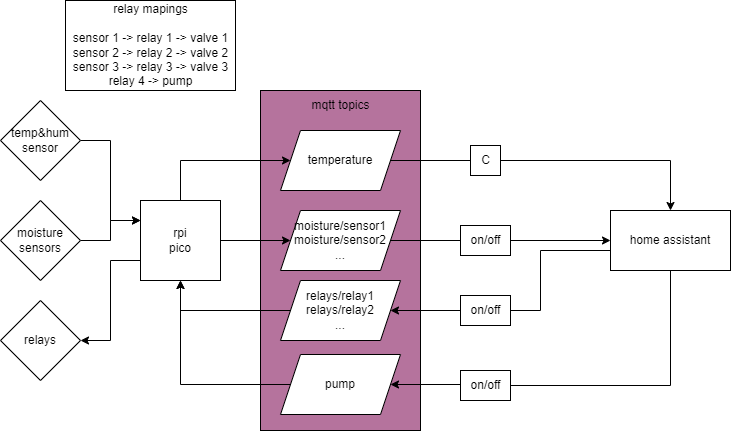 relay mapings
sensor 1 -> relay 1 -> valve 1
sensor 2 -> relay 2 -> valve 2
sensor 3 -> relay 3 -> valve 3
relay 4 -> pump
mqtt topics
temp&hum
sensor
temperature
C
moisture
sensors
rpi
pico
moisture/sensor1
moisture/sensor2
...
on/off
home assistant
relays/relay1
relays/relay2
...
on/off
relays
pump
on/off